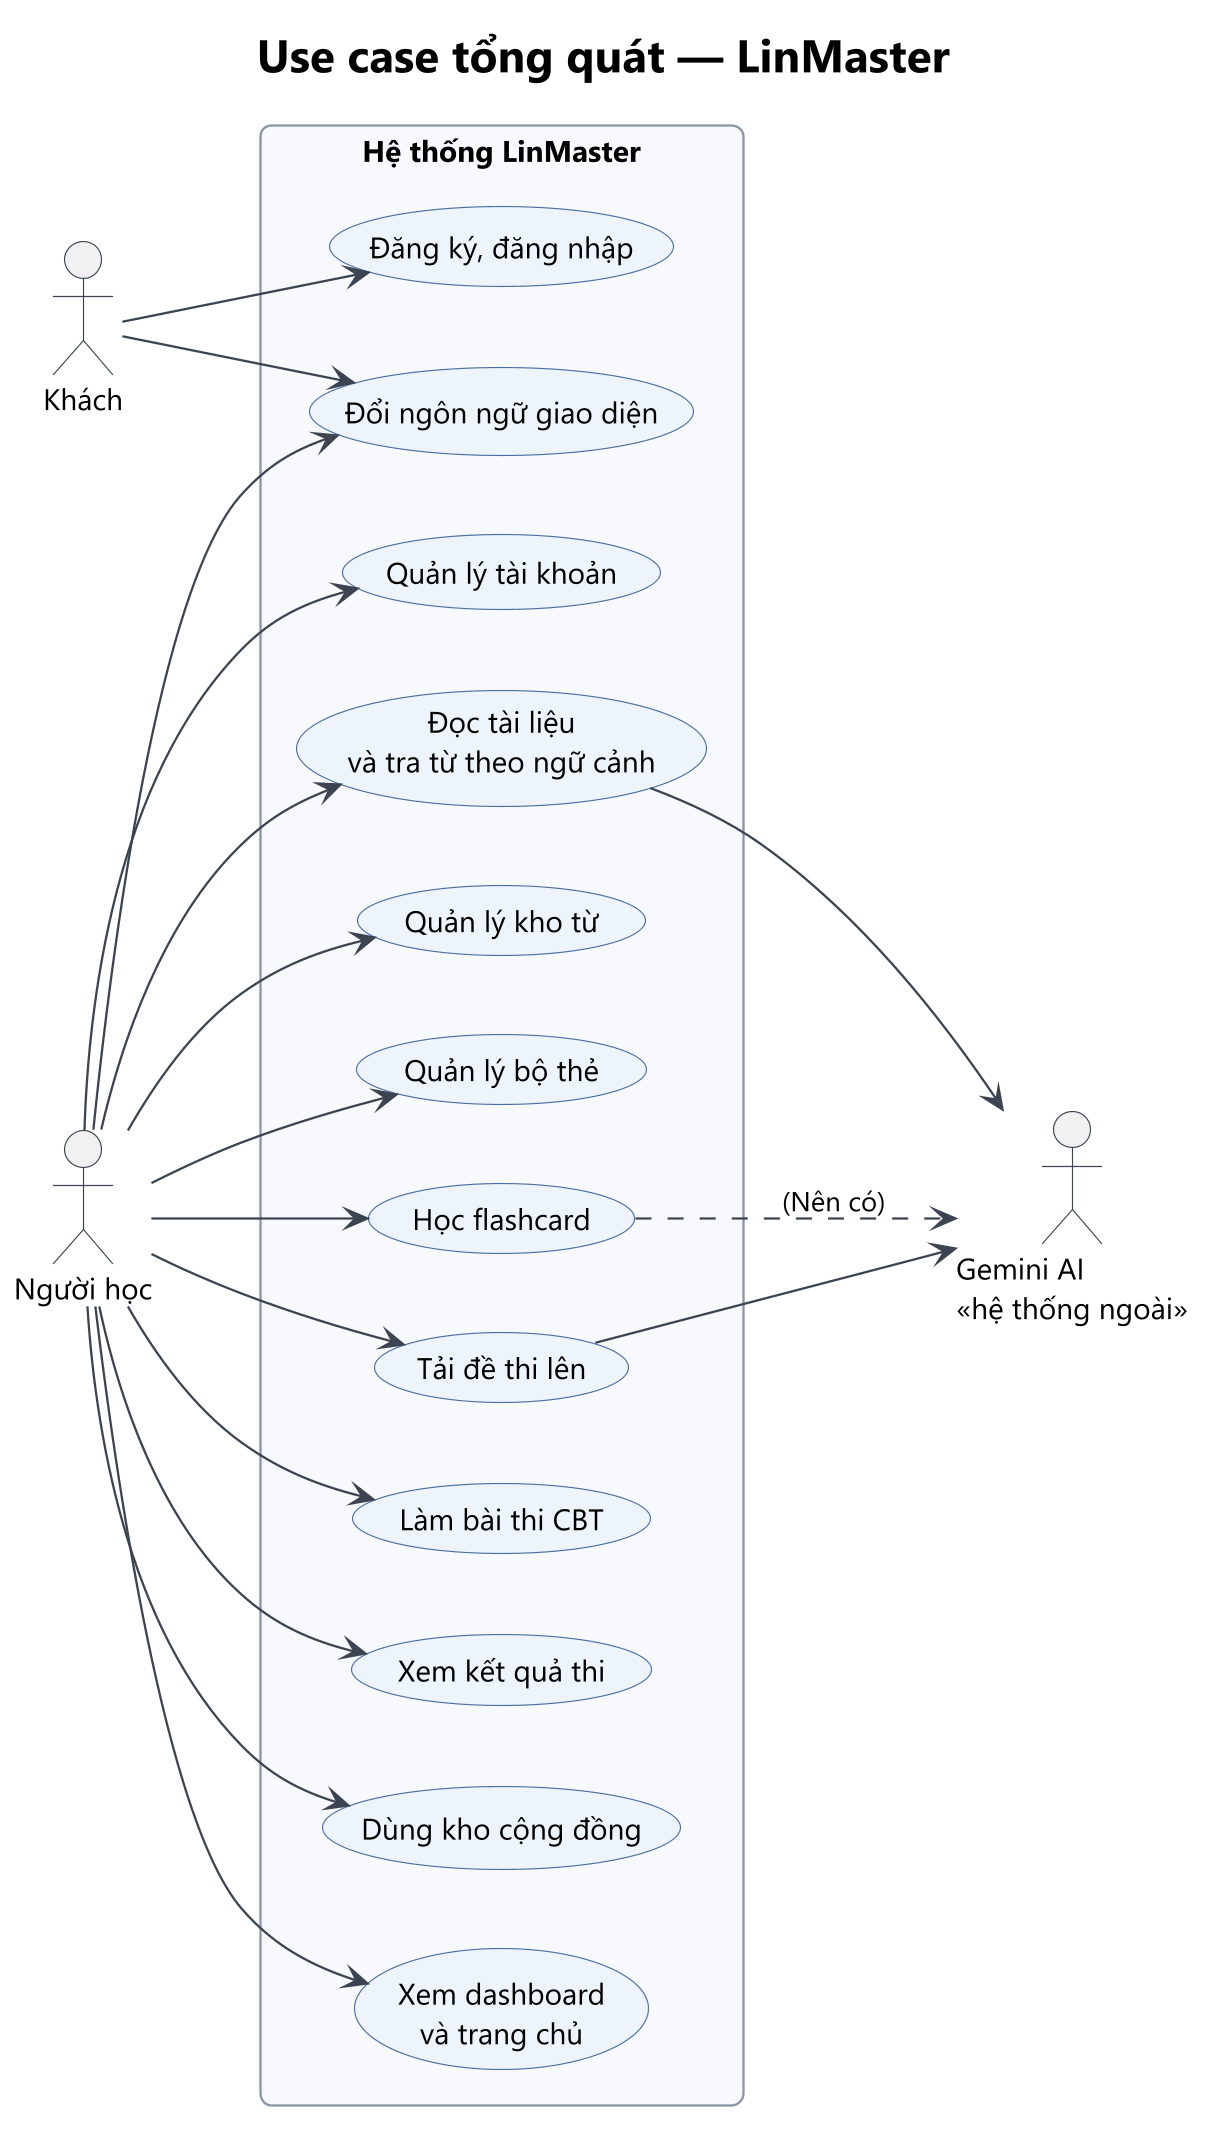 Use case tổng quát — LinMaster
Hệ thống LinMaster
Đăng ký, đăng nhập
Khách
Đổi ngôn ngữ giao diện
Quản lý tài khoản
Đọc tài liệu
và tra từ theo ngữ cảnh
Quản lý kho từ
Quản lý bộ thẻ
Người học
Học flashcard
(Nên có)
Gemini AI
«hệ thống ngoài»
Tải đề thi lên
Làm bài thi CBT
Xem kết quả thi
Dùng kho cộng đồng
Xem dashboard
và trang chủ